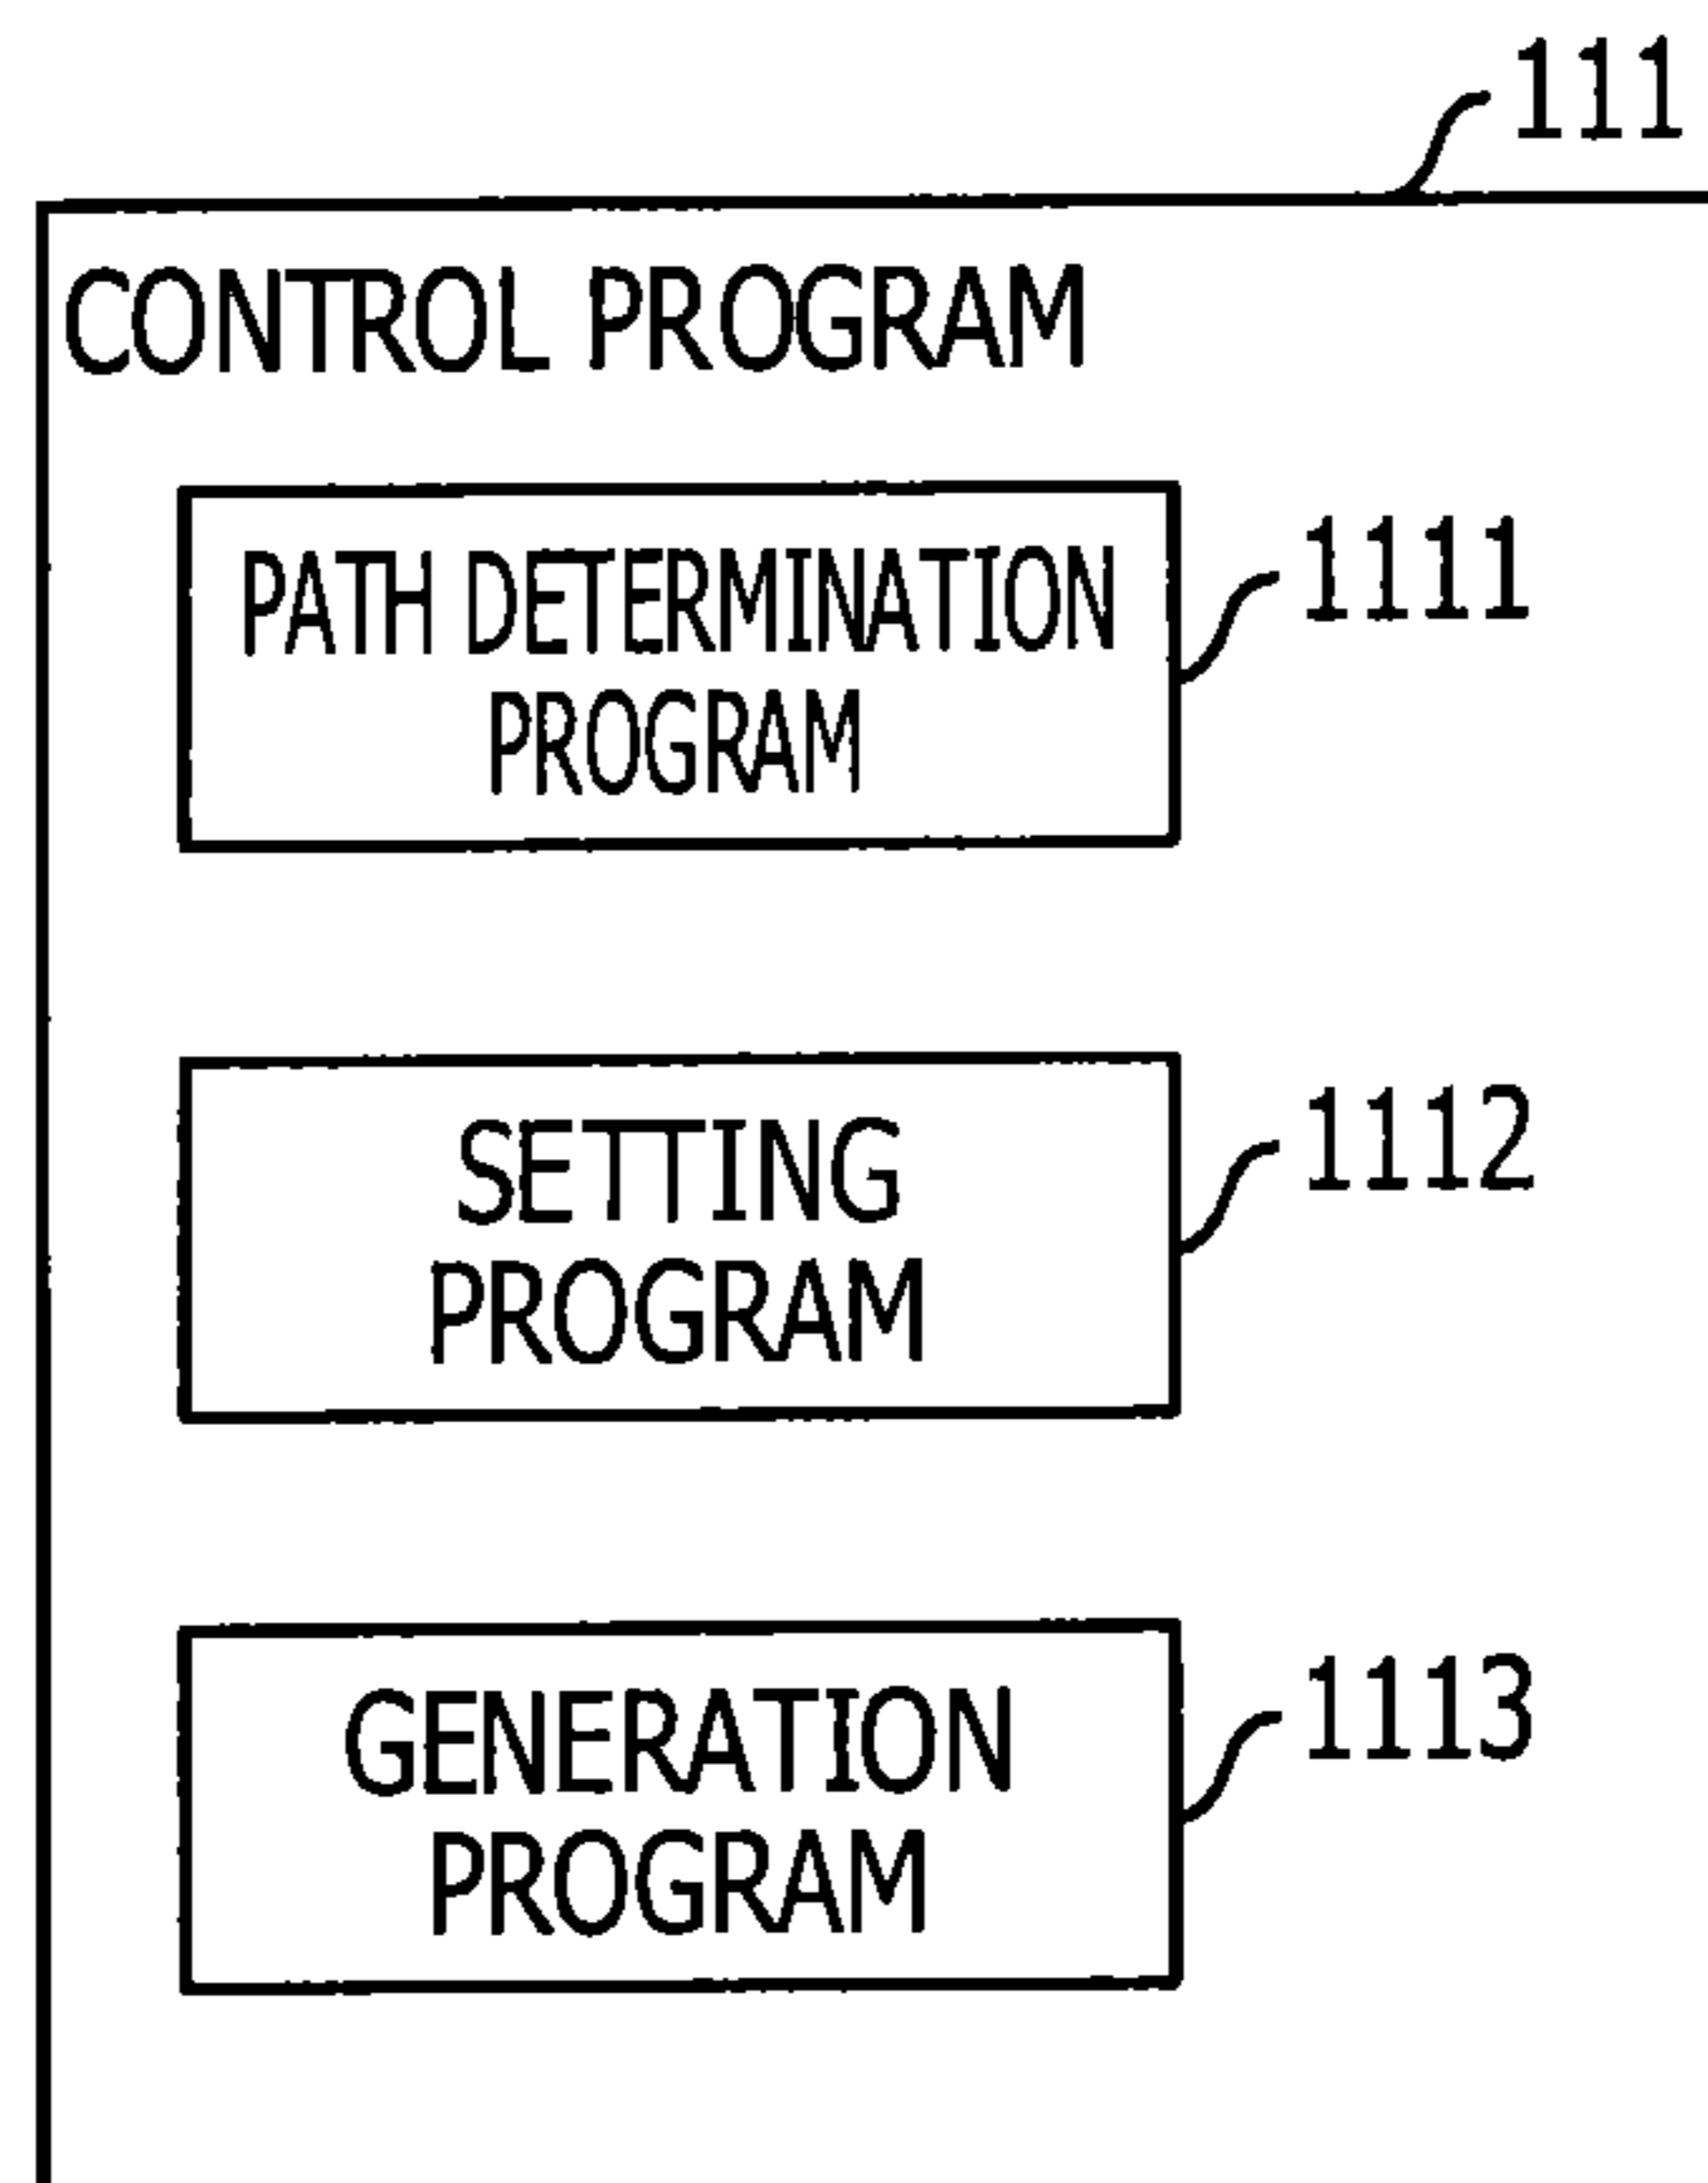 111
CONTROL PROGRAM
PATH DETERMINATION
PROGRAM
1111
SETTING
PROGRAM
1112
GENERATION
PROGRAM
1113